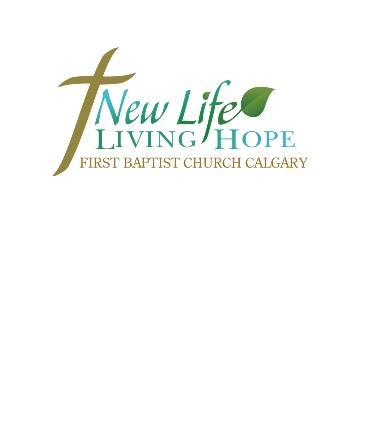 New Life
LIVING HOPE
FIRST BAPTIST CHURCH CALGARY